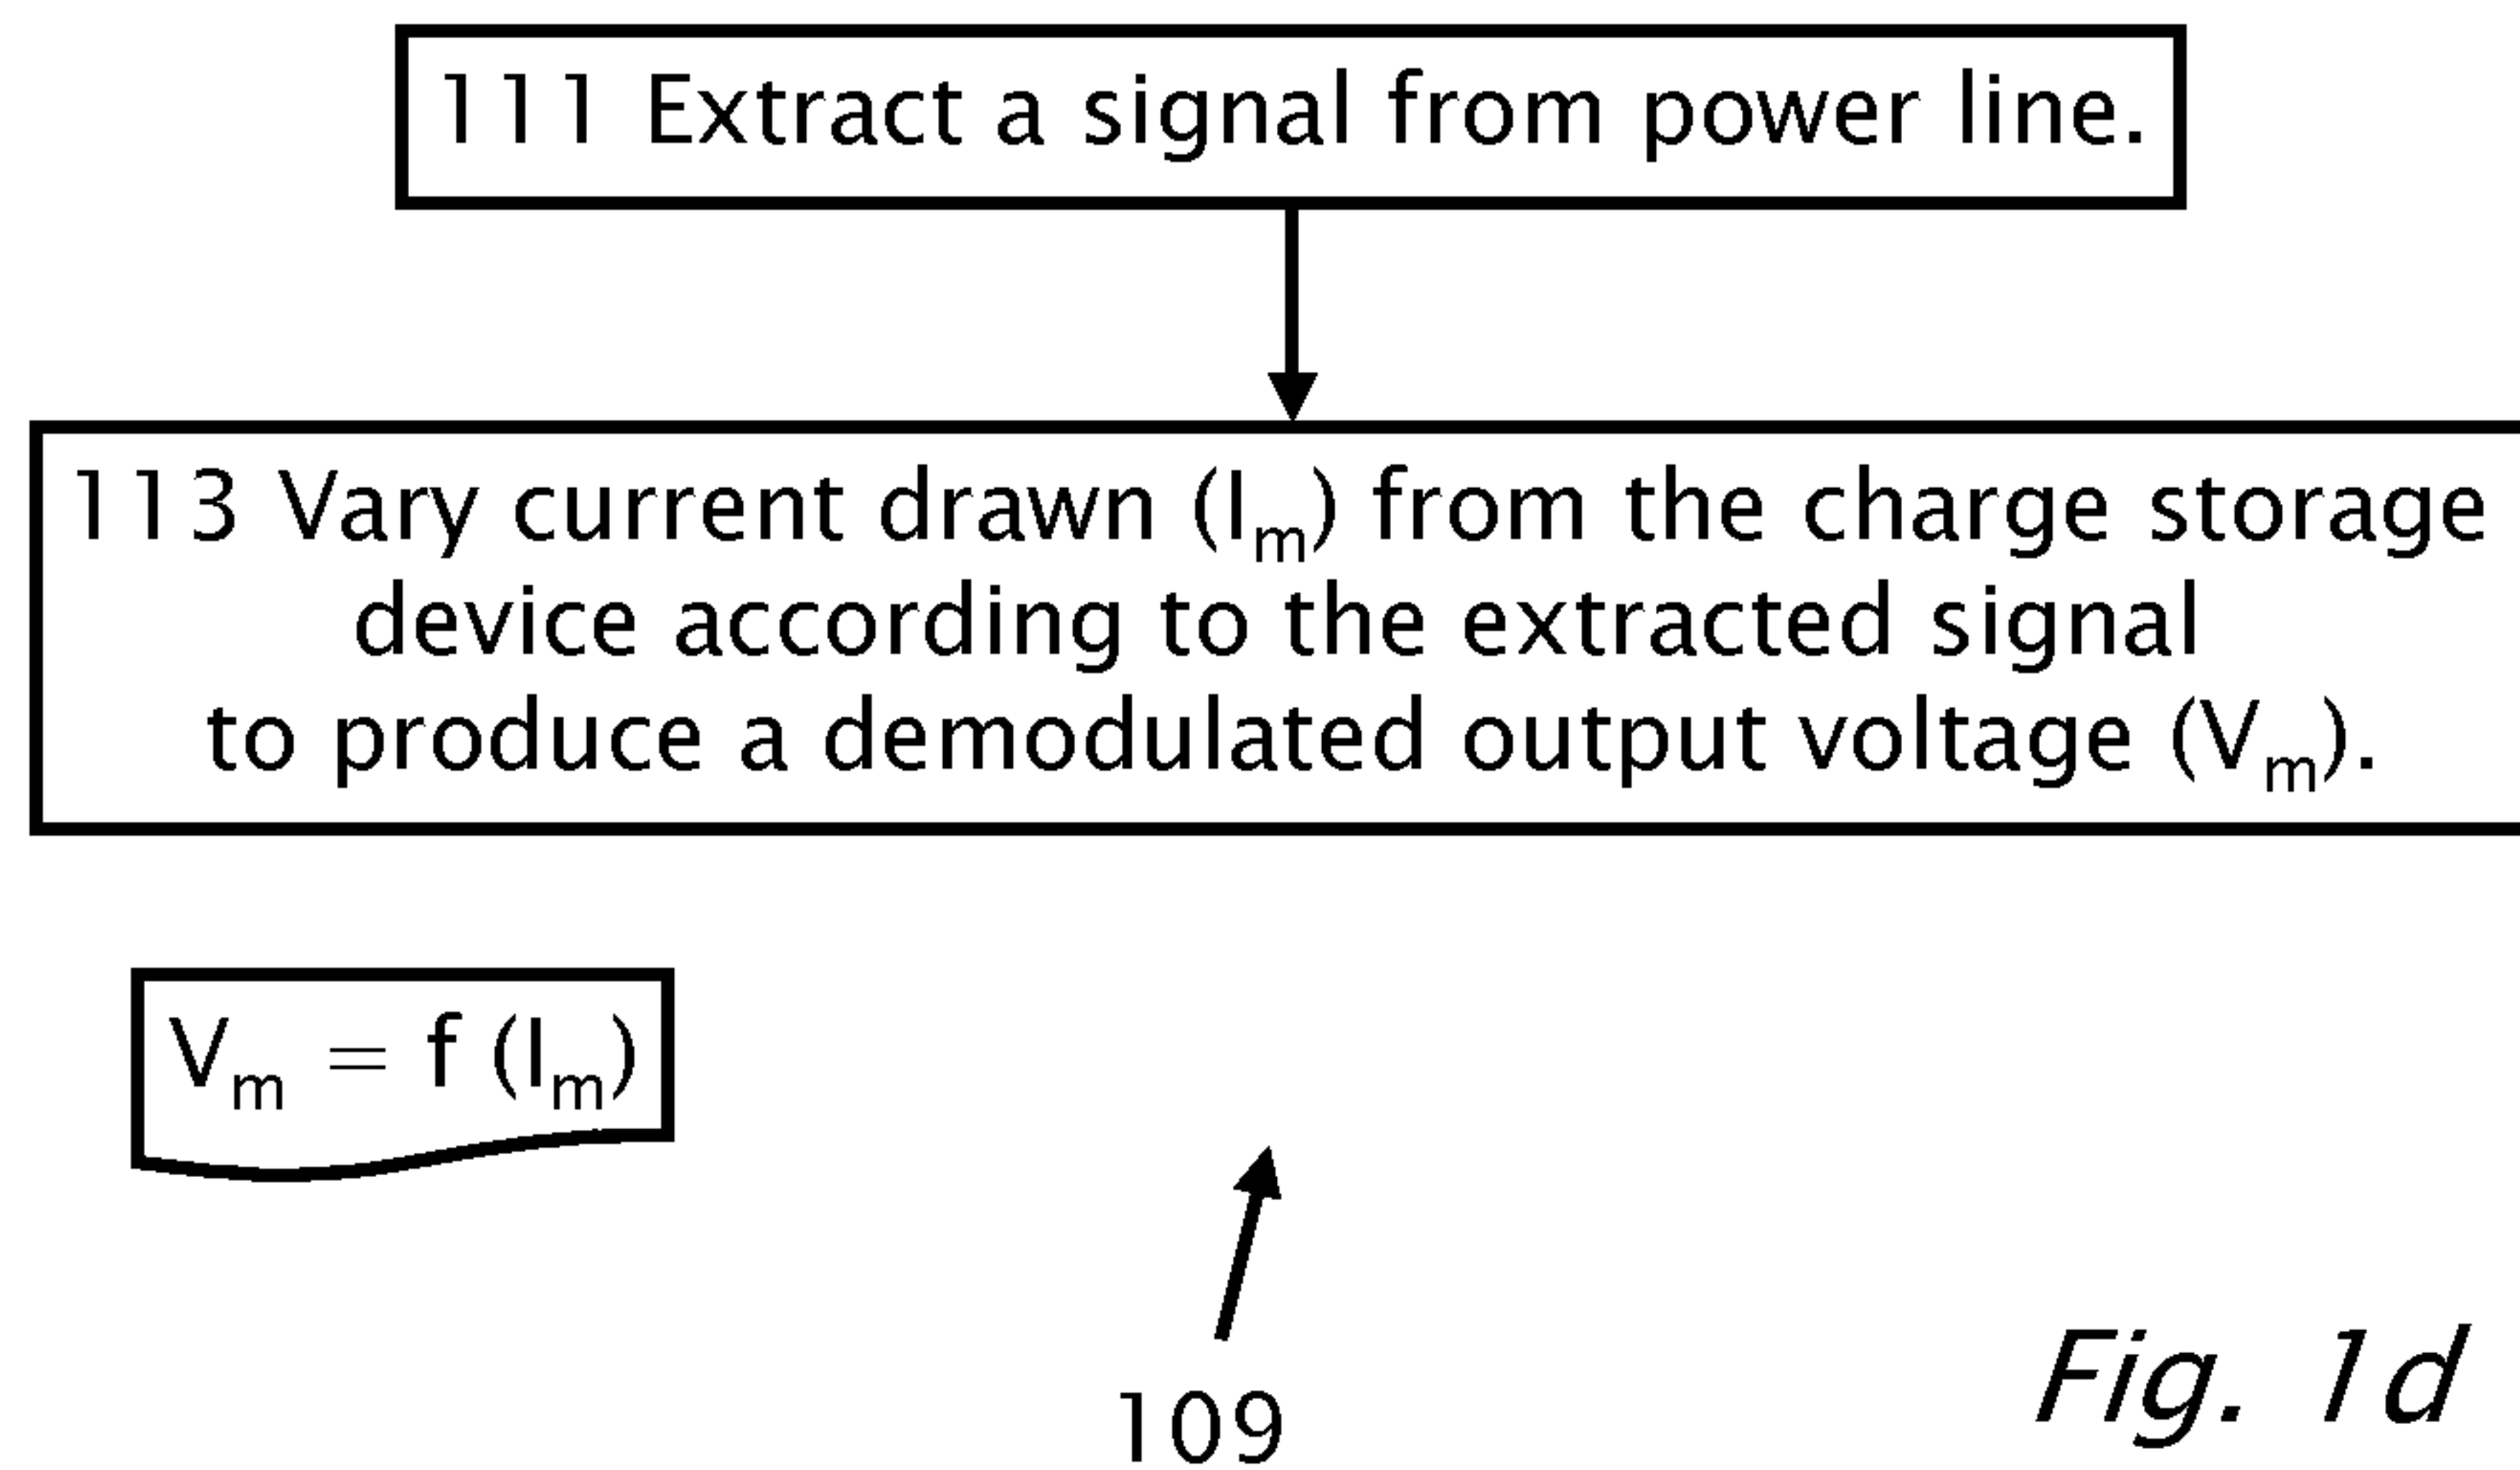 111 Extract a signal from power line.
113 Vary current drawn (Iₘ) from the charge storage
device according to the extracted signal
to produce a demodulated output voltage (Vₘ).
Vₘ = f (Iₘ)
109
Fig. 1d